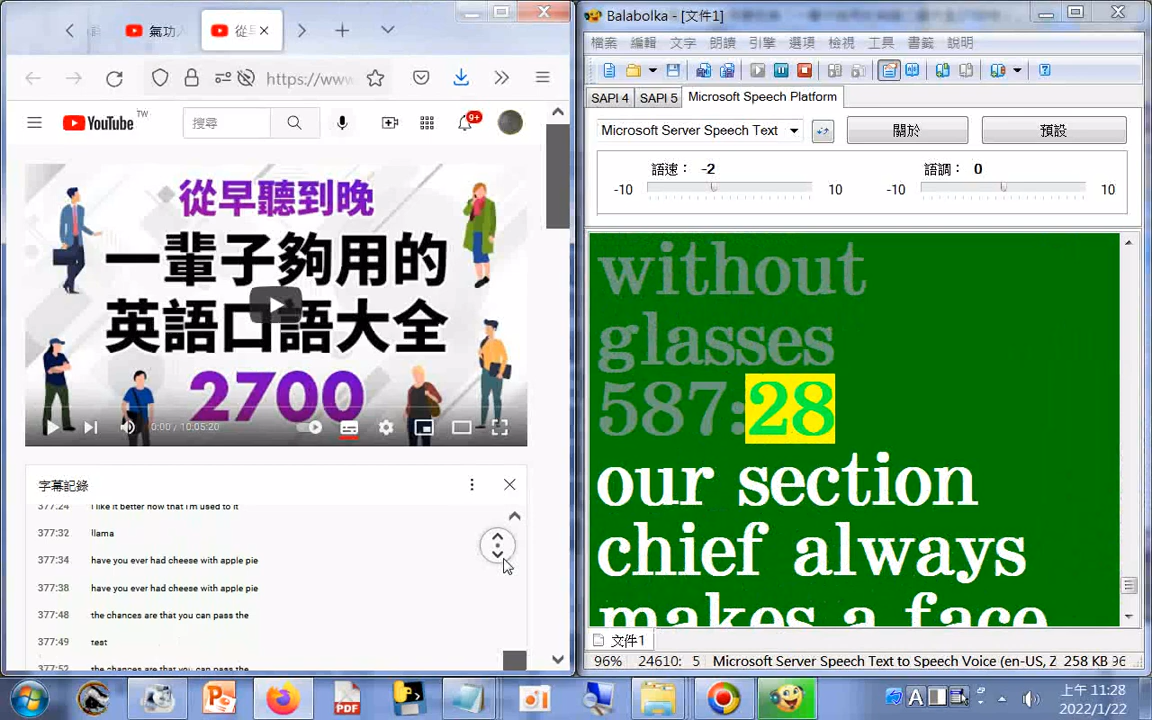 氣功
從
https://www
YouTube TW
搜尋
9+
從早聽到晚
一輩子夠用的
英語口語大全
2700
0:00 / 10:05:20
字幕記錄
377:24 I like it better now that I'm used to it
377:32 llama
377:34 have you ever had cheese with apple pie
377:38 have you ever had cheese with apple pie
377:48 the chances are that you can pass the
377:49 test
377:52 the chances are that you can pass the
Balabolka - [文件1]
檔案 編輯 文字 朗讀 引擎 選項 檢視 工具 書籤 說明
SAPI 4 SAPI 5 Microsoft Speech Platform
Microsoft Server Speech Text 關於 預設
語速： -2 語調： 0
-10 10 -10 10
without
glasses
587:28
our section
chief always
makes a face
文件1
96% 24610: 5 Microsoft Server Speech Text to Speech Voice (en-US, Z 258 KB 96
PDF
A
上午 11:28
2022/1/22